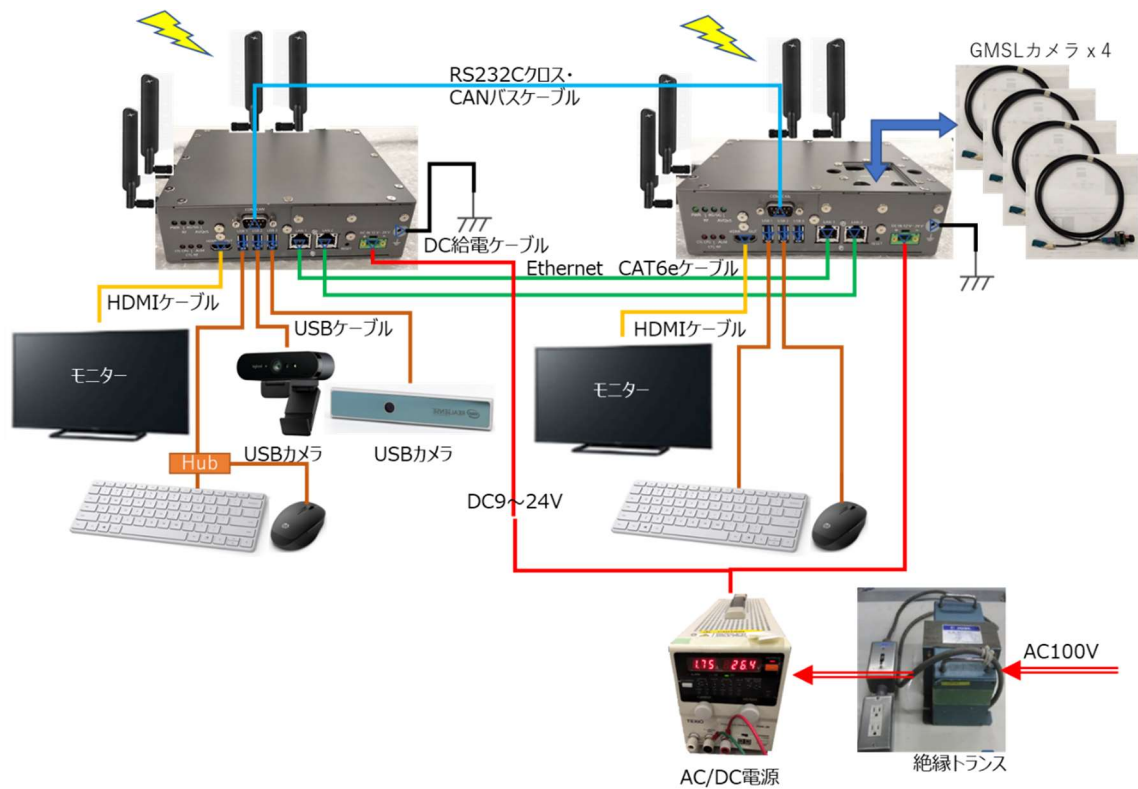 GMSLカメラ x 4
RS232Cクロス・
CANバスケーブル
DC給電ケーブル
Ethernet CAT6eケーブル
HDMIケーブル
USBケーブル
HDMIケーブル
モニター
モニター
USBカメラ
USBカメラ
Hub
DC9～24V
1.75 26.4
AC100V
AC/DC電源
絶縁トランス